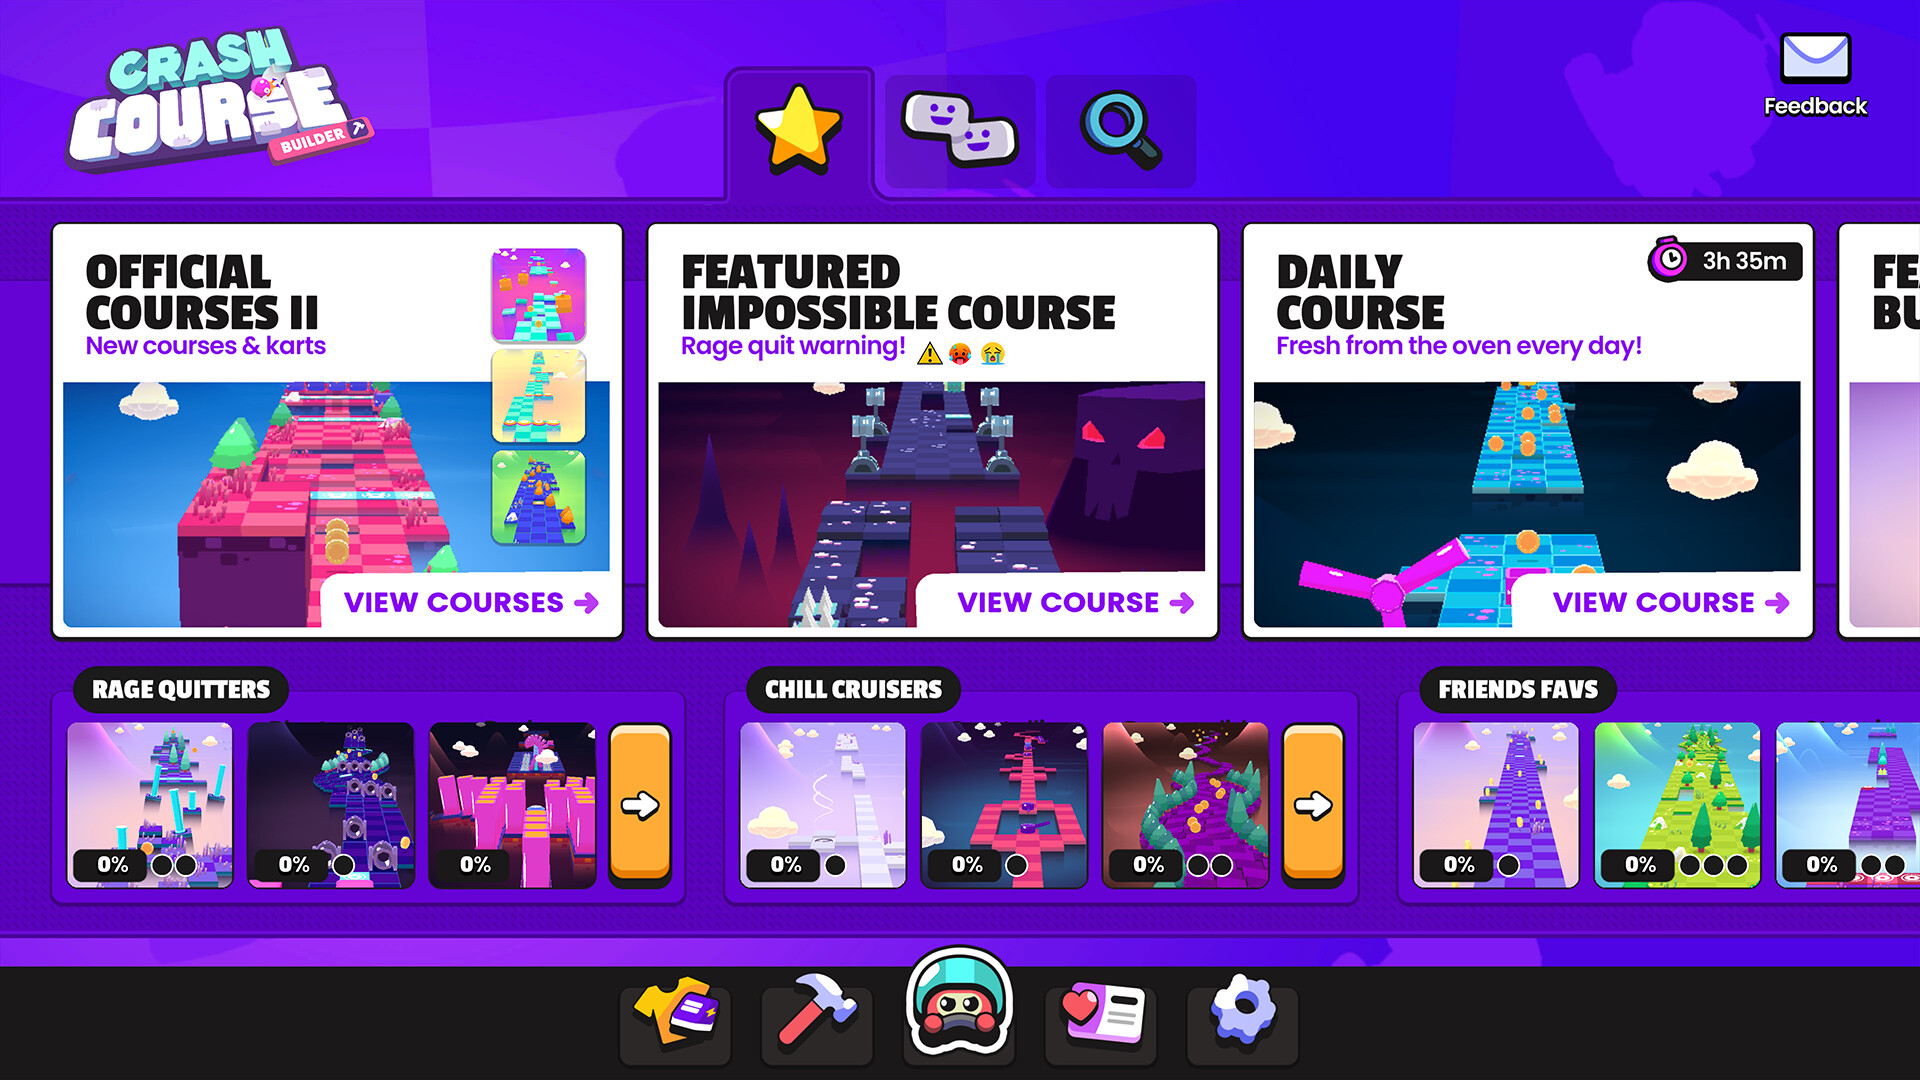 CRASH
COURSE
BUILDER
Feedback
OFFICIAL
COURSES II
New courses & karts
VIEW COURSES
FEATURED
IMPOSSIBLE COURSE
Rage quit warning!
VIEW COURSE
DAILY
COURSE
Fresh from the oven every day!
3h 35m
VIEW COURSE
FE
BU
RAGE QUITTERS
0%
0%
0%
CHILL CRUISERS
0%
0%
0%
FRIENDS FAVS
0%
0%
0%